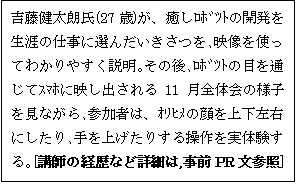 吉藤健太朗氏(27 歳)が、癒しﾛﾎﾞｯﾄの開発を
生涯の仕事に選んだいきさつを,映像を使っ
てわかりやすく説明。その後,ﾛﾎﾞｯﾄの目を通
じてｽﾏﾎに映し出される 11 月全体会の様子
を見ながら、参加者は、ｵﾘﾋﾒの顔を上下左右
にしたり、手を上げたりする操作を実体験す
る。[講師の経歴など詳細は,事前 PR 文参照]